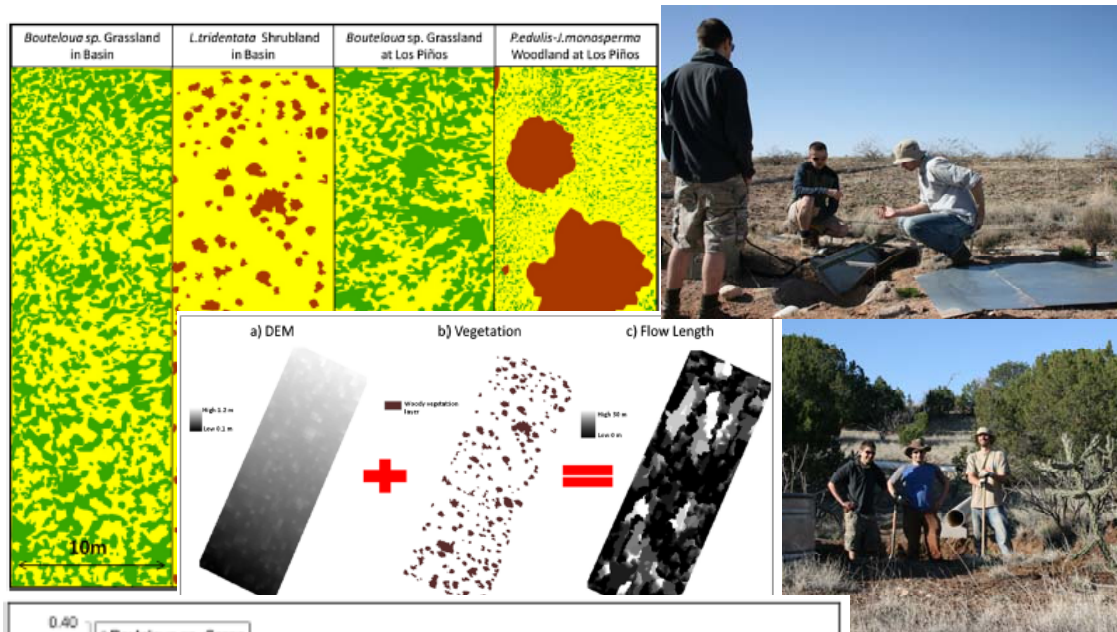 Bouteloua sp. Grassland
in Basin
L.tridentata Shrubland
in Basin
Bouteloua sp. Grassland
at Los Piños
P.edulis-J.monosperma
Woodland at Los Piños
10m
a) DEM
b) Vegetation
c) Flow Length
High 1.2 m
Low 0.1 m
Woody vegetation
layer
High 30 m
Low 0 m
0.40